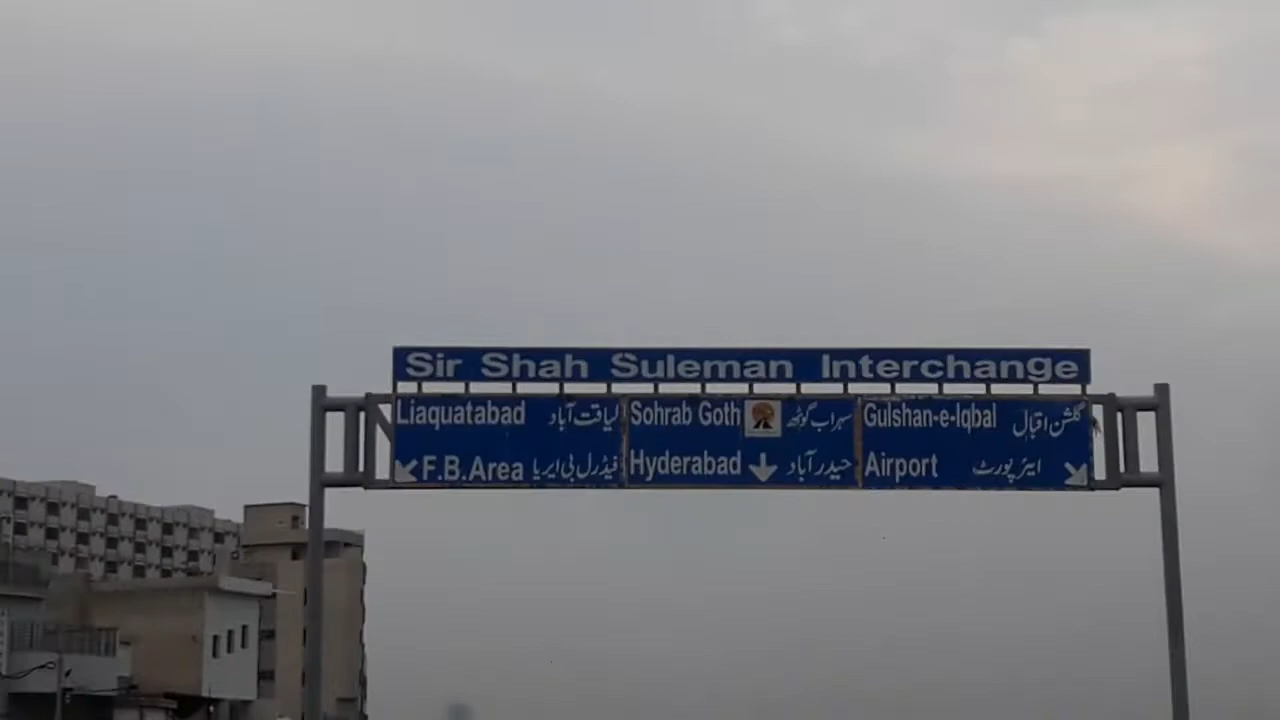 Sir Shah Suleman Interchange
Liaquatabad لیاقت آباد
F.B.Area فیڈرل بی ایریا
Sohrab Goth سہراب گوٹھ
Hyderabad حیدر آباد
Gulshan-e-Iqbal گلشن اقبال
Airport ایئرپورٹ